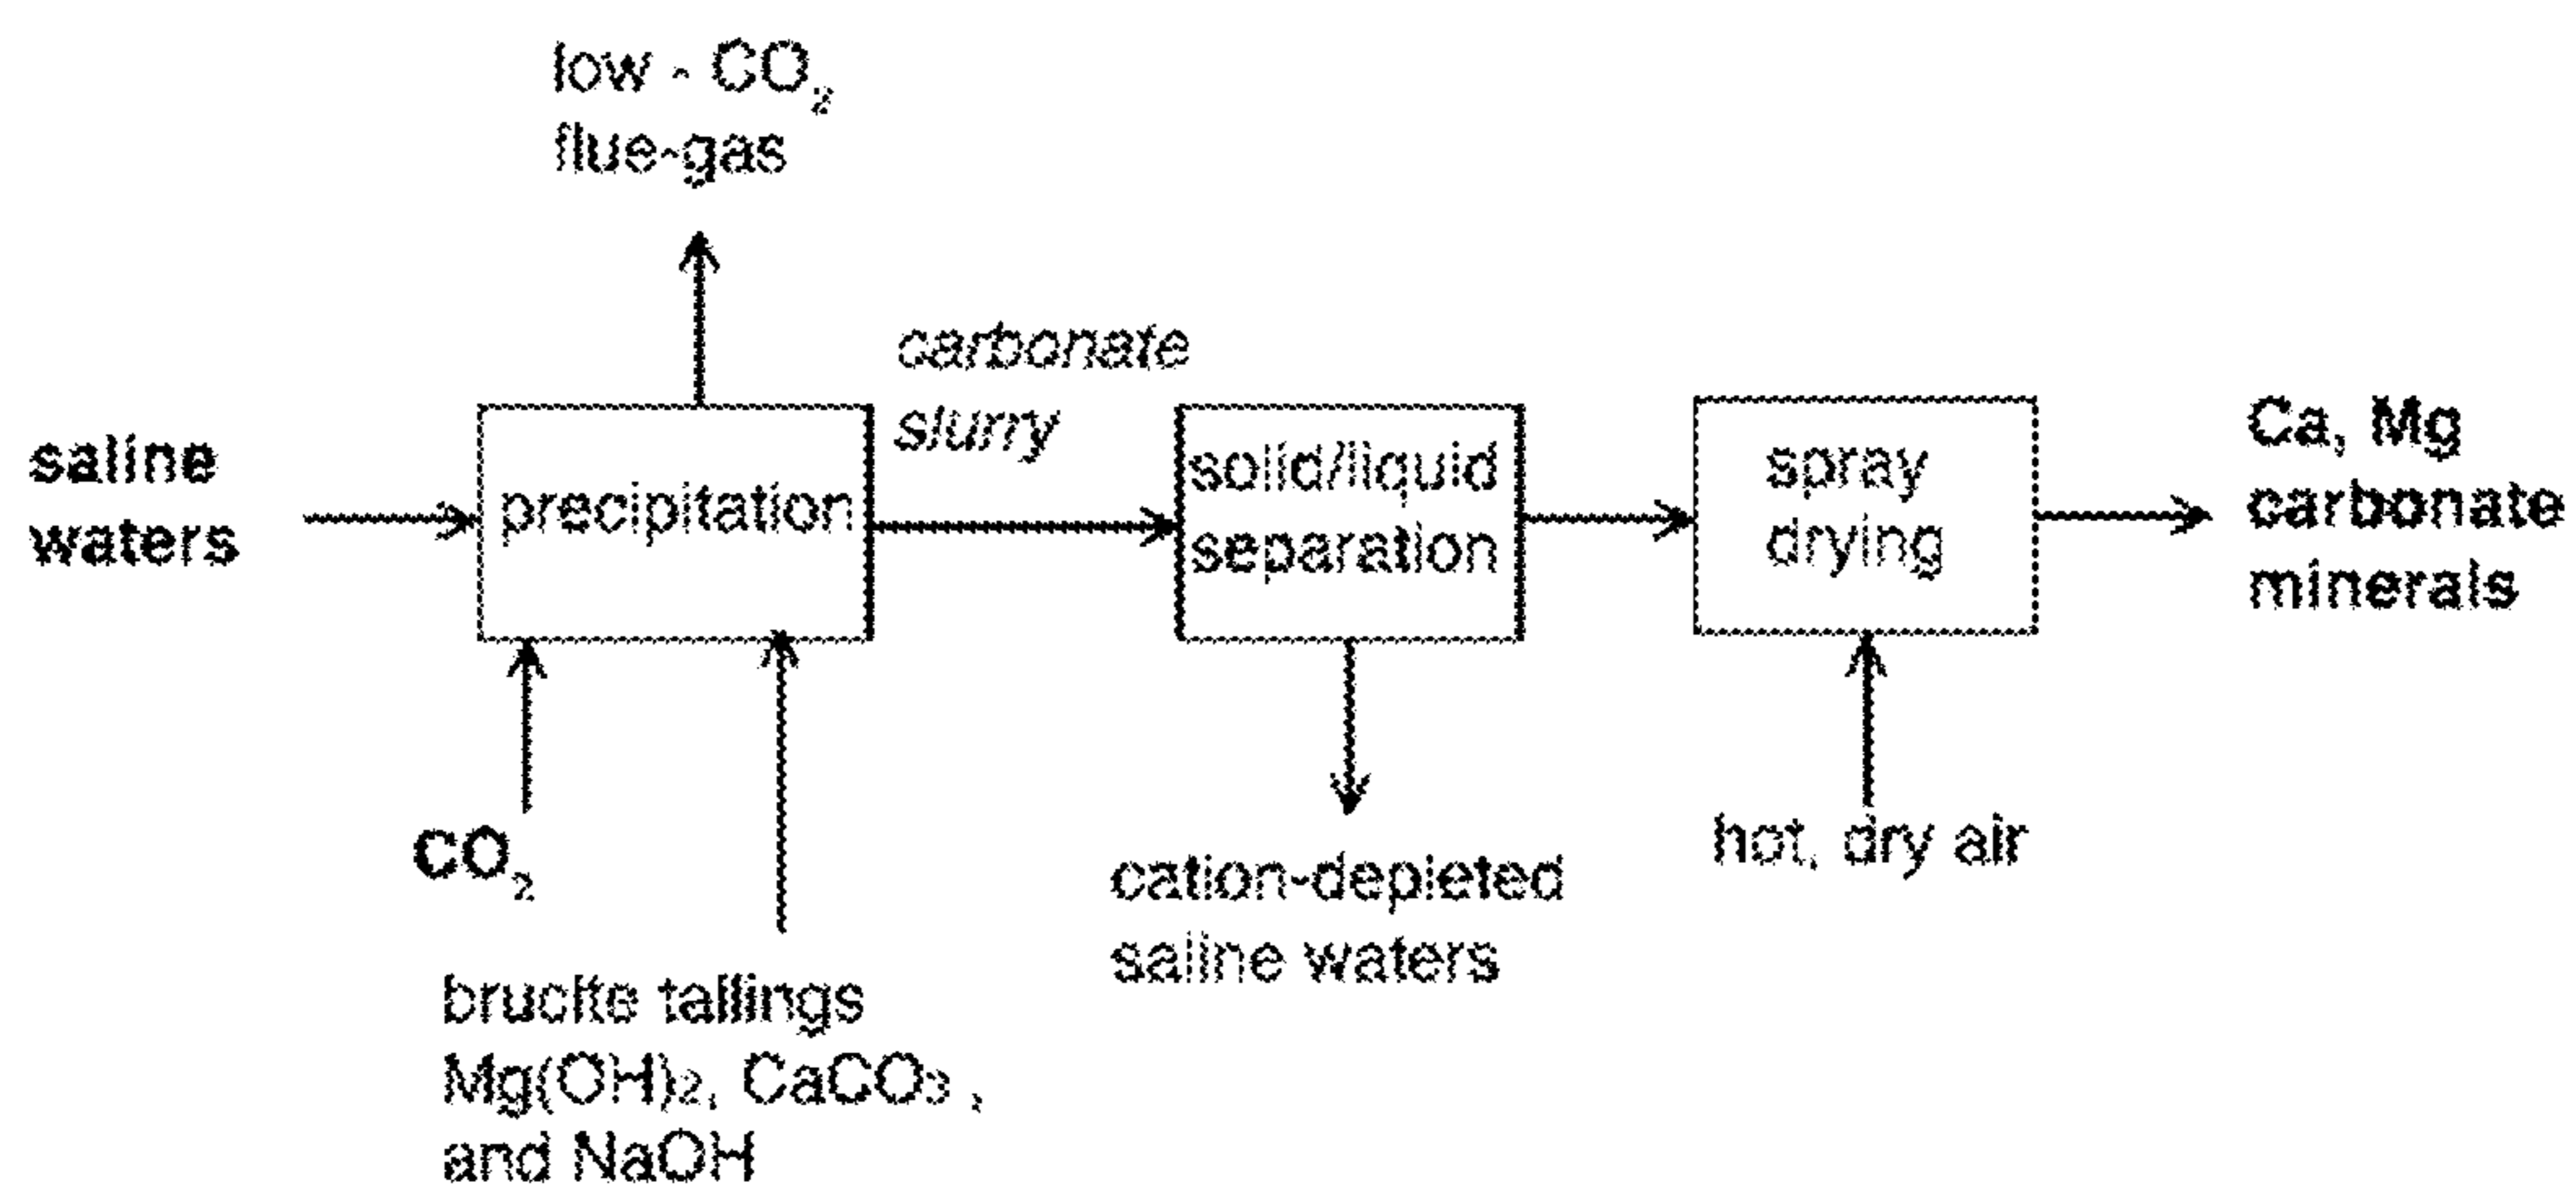 low - CO₂
flue-gas
carbonate
slurry
saline
waters
precipitation
solid/liquid
separation
spray
drying
Ca, Mg
carbonate
minerals
CO₂
hot, dry air
cation-depleted
saline waters
brucite tailings
Mg(OH)₂, CaCO₃ ,
and NaOH